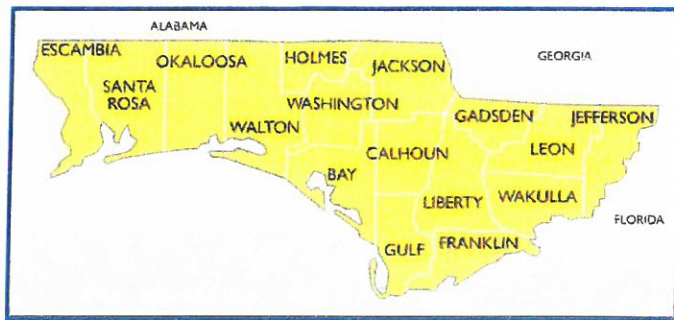 ALABAMA
ESCAMBIA
OKALOOSA
HOLMES
JACKSON
GEORGIA
SANTA
ROSA
WASHINGTON
WALTON
GADSDEN
JEFFERSON
CALHOUN
LEON
BAY
LIBERTY
WAKULLA
FLORIDA
GULF
FRANKLIN